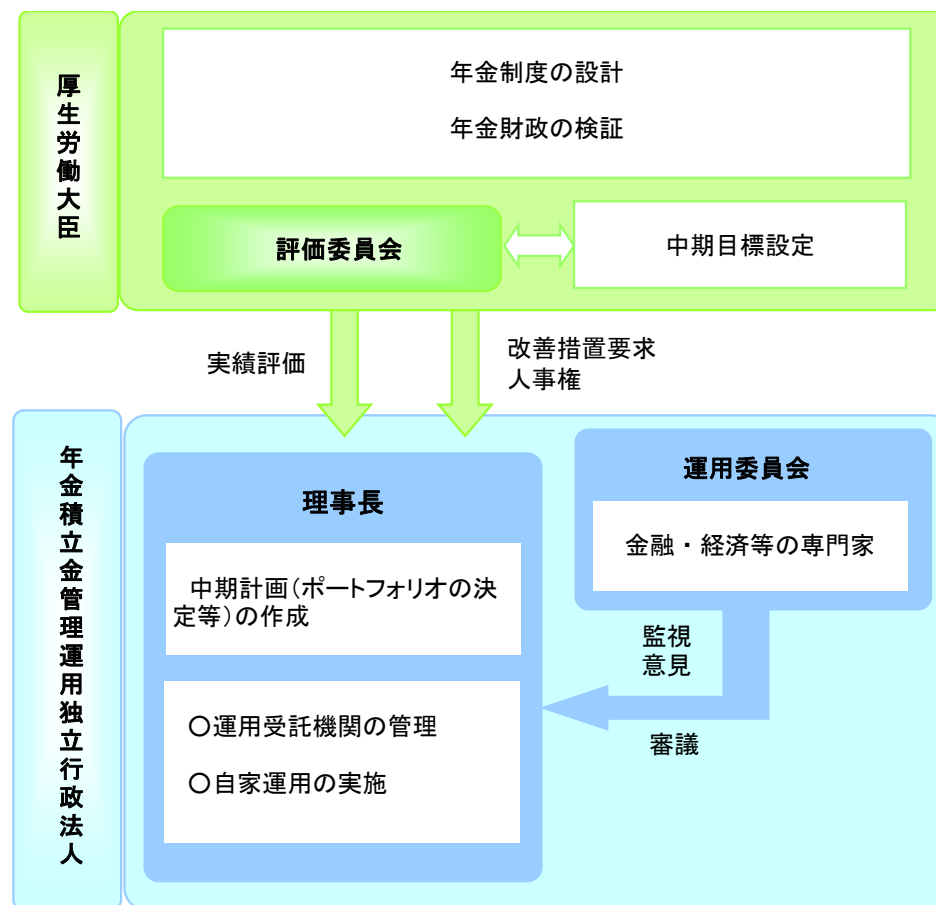 厚生労働大臣
年金制度の設計
年金財政の検証
評価委員会
中期目標設定
実績評価
改善措置要求
人事権
年金積立金管理運用独立行政法人
理事長
中期計画(ポートフォリオの決
定等)の作成
〇運用受託機関の管理
〇自家運用の実施
運用委員会
金融・経済等の専門家
監視
意見
審議